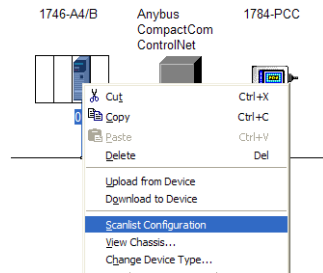 1746-A4/B
Anybus
CompactCom
ControlNet
1784-PCC
0
Cut Ctrl+X
Copy Ctrl+C
Paste Ctrl+V
Delete Del
Upload from Device
Download to Device
Scanlist Configuration
View Chassis...
Change Device Type...